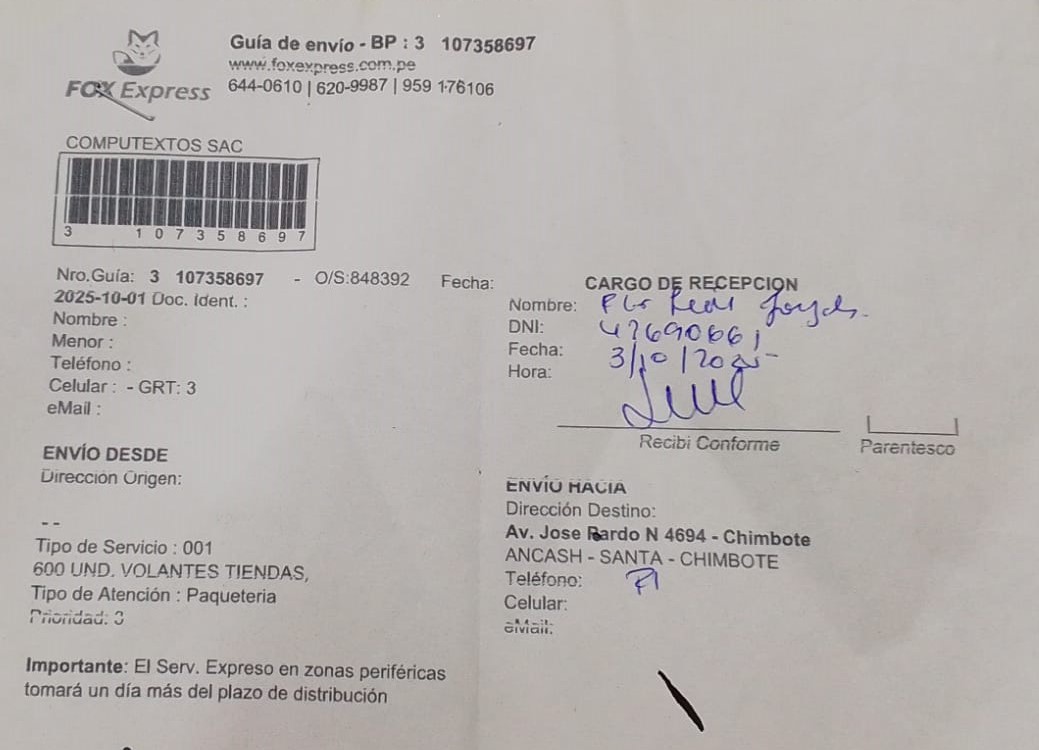 Guía de envío - BP : 3 107358697
www.foxexpress.com.pe
644-0610 | 620-9987 | 959 176106
FOX Express
COMPUTEXTOS SAC
3 107358697
Nro.Guía: 3 107358697 - O/S:848392 Fecha:
2025-10-01 Doc. Ident. :
Nombre :
Menor :
Teléfono :
Celular : - GRT: 3
eMail :
CARGO DE RECEPCION
Nombre:
DNI: 42690661
Fecha: 3/10/2025
Hora:
Recibi Conforme
Parentesco
ENVÍO DESDE
Dirección Origen:
--
Tipo de Servicio : 001
600 UND. VOLANTES TIENDAS,
Tipo de Atención : Paqueteria
Prioridad: 3
ENVÍO HACIA
Dirección Destino:
Av. Jose Pardo N 4694 - Chimbote
ANCASH - SANTA - CHIMBOTE
Teléfono:
Celular:
eMail:
Importante: El Serv. Expreso en zonas periféricas
tomará un día más del plazo de distribución